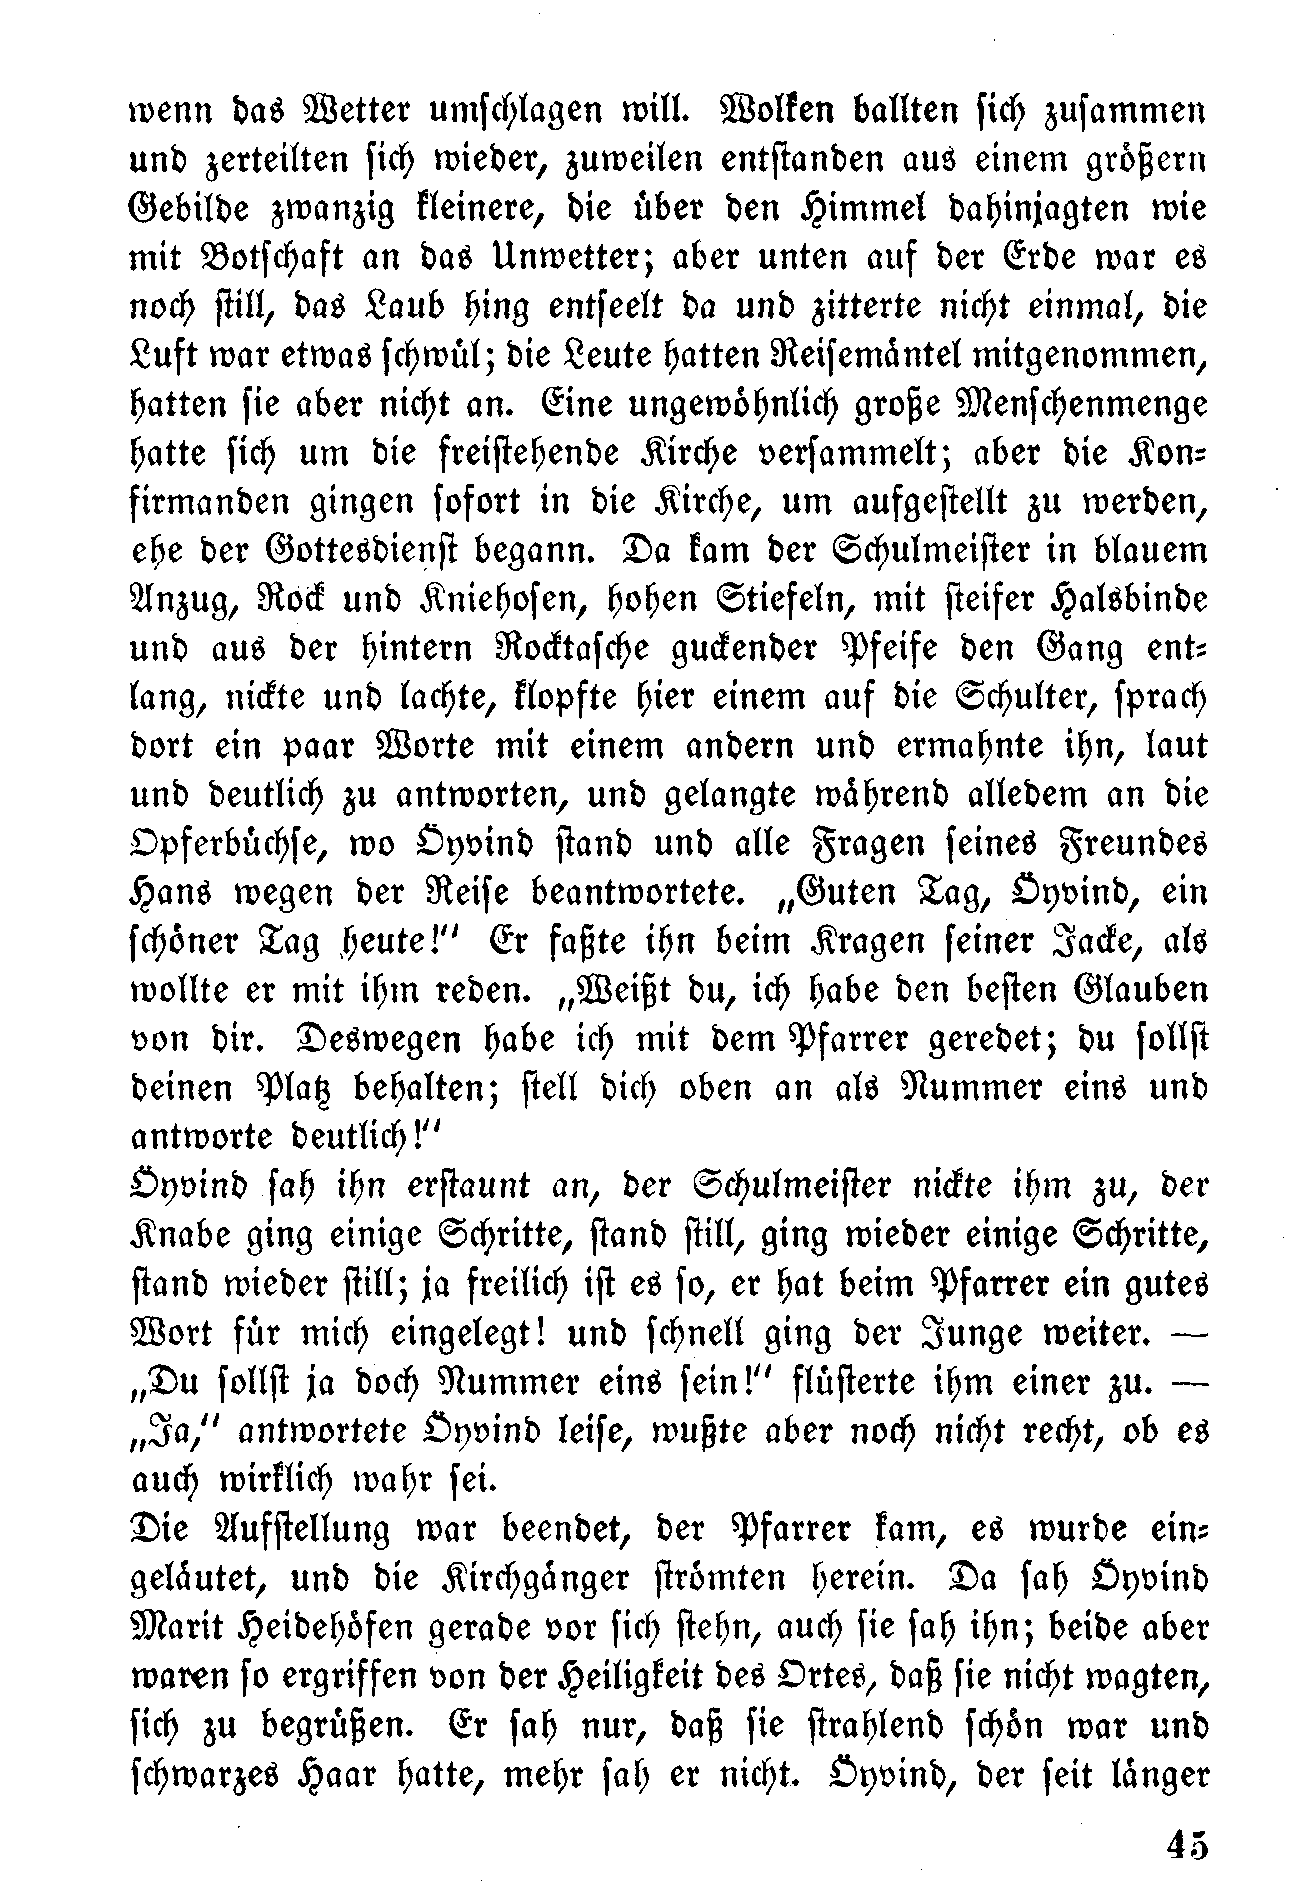 wenn das Wetter umschlagen will. Wolken ballten sich zusammen
und zerteilten sich wieder, zuweilen entstanden aus einem größern
Gebilde zwanzig kleinere, die über den Himmel dahinjagten wie
mit Botschaft an das Unwetter; aber unten auf der Erde war es
noch still, das Laub hing entseelt da und zitterte nicht einmal, die
Luft war etwas schwül; die Leute hatten Reisemäntel mitgenommen,
hatten sie aber nicht an. Eine ungewöhnlich große Menschenmenge
hatte sich um die freistehende Kirche versammelt; aber die Kon-
firmanden gingen sofort in die Kirche, um aufgestellt zu werden,
ehe der Gottesdienst begann. Da kam der Schulmeister in blauem
Anzug, Rock und Kniehosen, hohen Stiefeln, mit steifer Halsbinde
und aus der hintern Rocktasche guckender Pfeife den Gang ent-
lang, nickte und lachte, klopfte hier einem auf die Schulter, sprach
dort ein paar Worte mit einem andern und ermahnte ihn, laut
und deutlich zu antworten, und gelangte während alledem an die
Opferbüchse, wo Öyvind stand und alle Fragen seines Freundes
Hans wegen der Reise beantwortete. „Guten Tag, Öyvind, ein
schöner Tag heute!“ Er faßte ihn beim Kragen seiner Jacke, als
wollte er mit ihm reden. „Weißt du, ich habe den besten Glauben
von dir. Deswegen habe ich mit dem Pfarrer geredet; du sollst
deinen Platz behalten; stell dich oben an als Nummer eins und
antworte deutlich!“
Öyvind sah ihn erstaunt an, der Schulmeister nickte ihm zu, der
Knabe ging einige Schritte, stand still, ging wieder einige Schritte,
stand wieder still; ja freilich ist es so, er hat beim Pfarrer ein gutes
Wort für mich eingelegt! und schnell ging der Junge weiter. —
„Du sollst ja doch Nummer eins sein!“ flüsterte ihm einer zu. —
„Ja,“ antwortete Öyvind leise, wußte aber noch nicht recht, ob es
auch wirklich wahr sei.
Die Aufstellung war beendet, der Pfarrer kam, es wurde ein-
geläutet, und die Kirchgänger strömten herein. Da sah Öyvind
Marit Heidehöfen gerade vor sich stehn, auch sie sah ihn; beide aber
waren so ergriffen von der Heiligkeit des Ortes, daß sie nicht wagten,
sich zu begrüßen. Er sah nur, daß sie strahlend schön war und
schwarzes Haar hatte, mehr sah er nicht. Öyvind, der seit länger
45